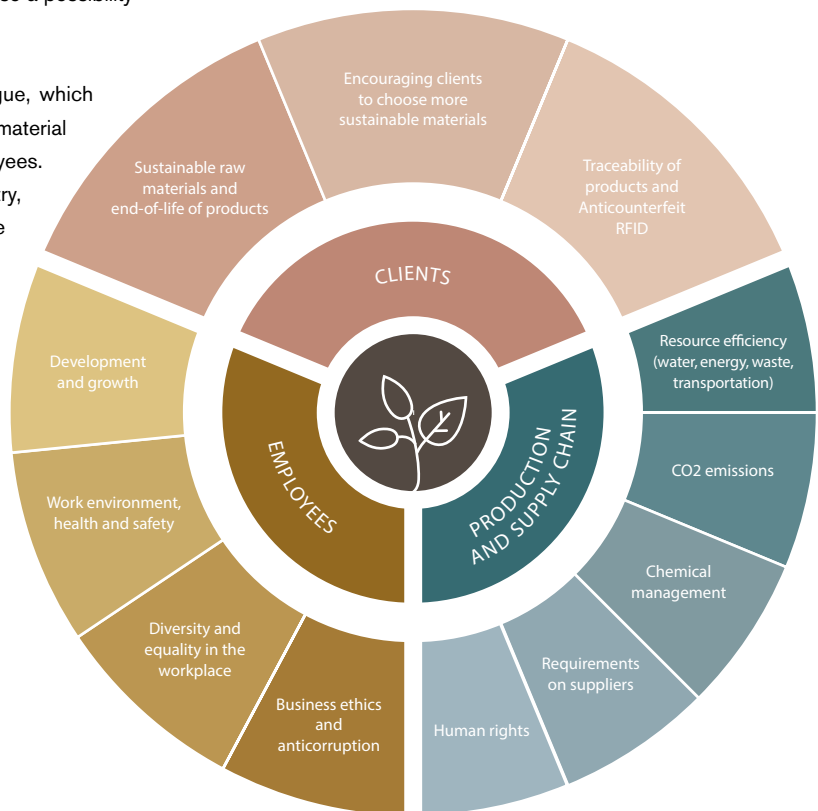 a possibility
which
material
Encouraging clients
to choose more
sustainable materials
Sustainable raw
materials and
end-of-life of products
Traceability of
products and
Anticounterfeit
RFID
CLIENTS
Development
and growth
Resource efficiency
(water, energy, waste,
transportation)
EMPLOYEES
PRODUCTION
AND SUPPLY CHAIN
Work environment,
health and safety
CO2 emissions
Chemical
management
Diversity and
equality in the
workplace
Requirements
on suppliers
Business ethics
and
anticorruption
Human rights